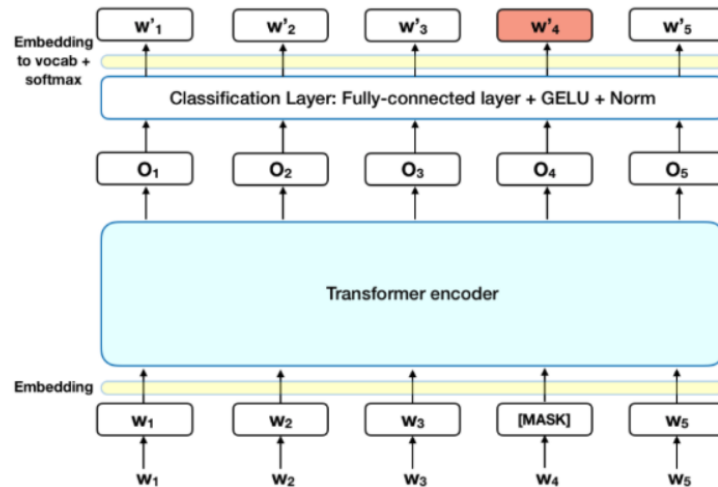 w'₁ w'₂ w'₃ w'₄ w'₅
Embedding
to vocab +
softmax
Classification Layer: Fully-connected layer + GELU + Norm
O₁ O₂ O₃ O₄ O₅
Transformer encoder
Embedding
W₁ W₂ W₃ [MASK] W₅
W₁ W₂ W₃ W₄ W₅